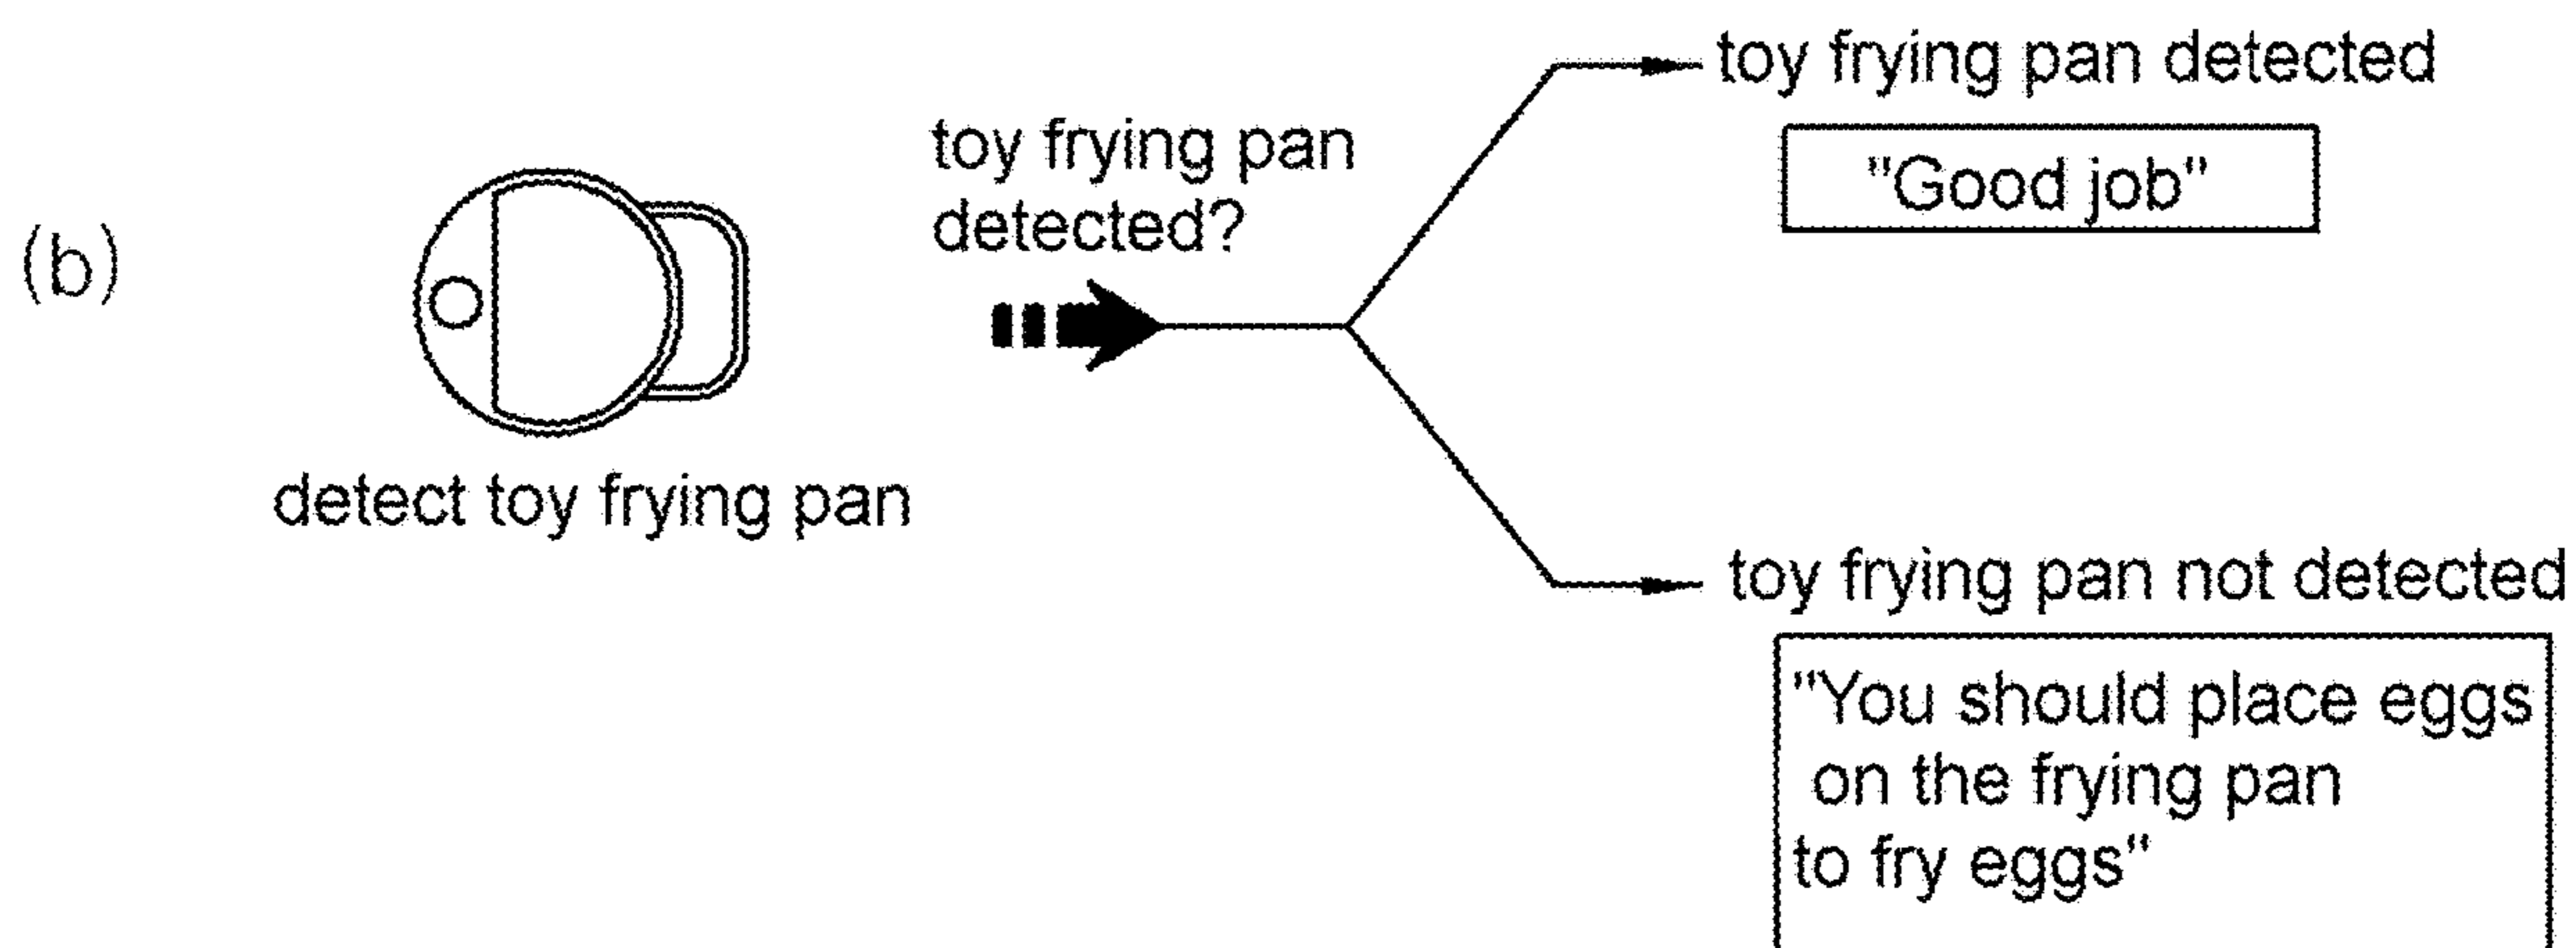 (b)
detect toy frying pan
toy frying pan
detected?
toy frying pan detected
"Good job"
toy frying pan not detected
"You should place eggs
on the frying pan
to fry eggs"